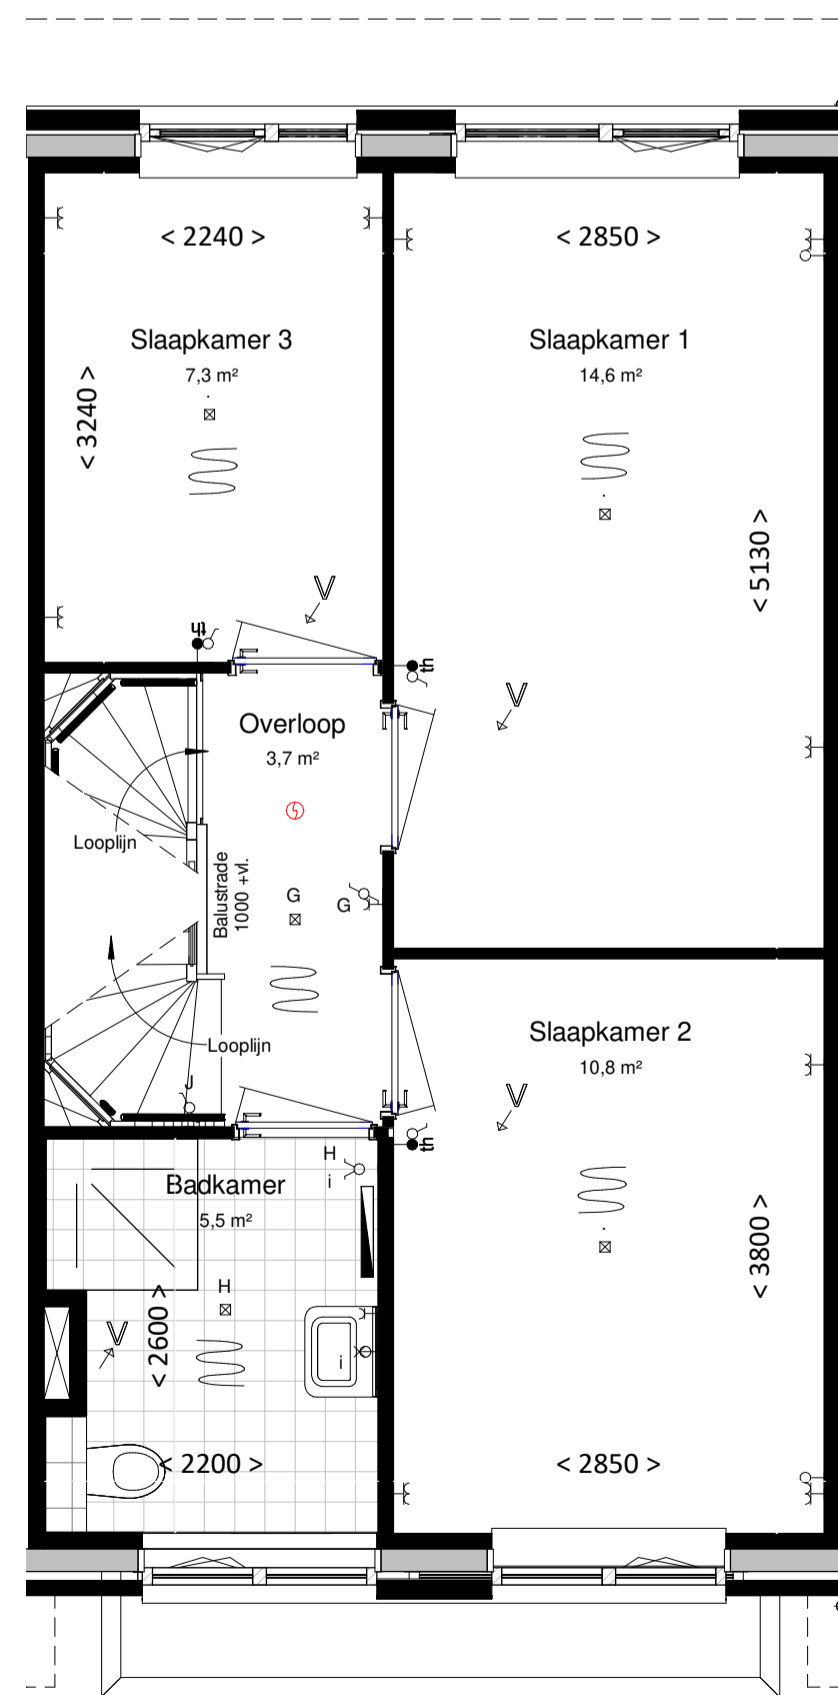 < 2240 >
< 2850 >
Slaapkamer 3
7,3 m²
Slaapkamer 1
14,6 m²
< 3240 >
< 5130 >
V
th
th
V
Overloop
3,7 m²
Looplijn
Balustrade
1000 +vl.
G
G
Looplijn
Slaapkamer 2
10,8 m²
J
V
th
H
i
Badkamer
5,5 m²
H
< 3800 >
V
< 2600 >
i
< 2200 >
< 2850 >